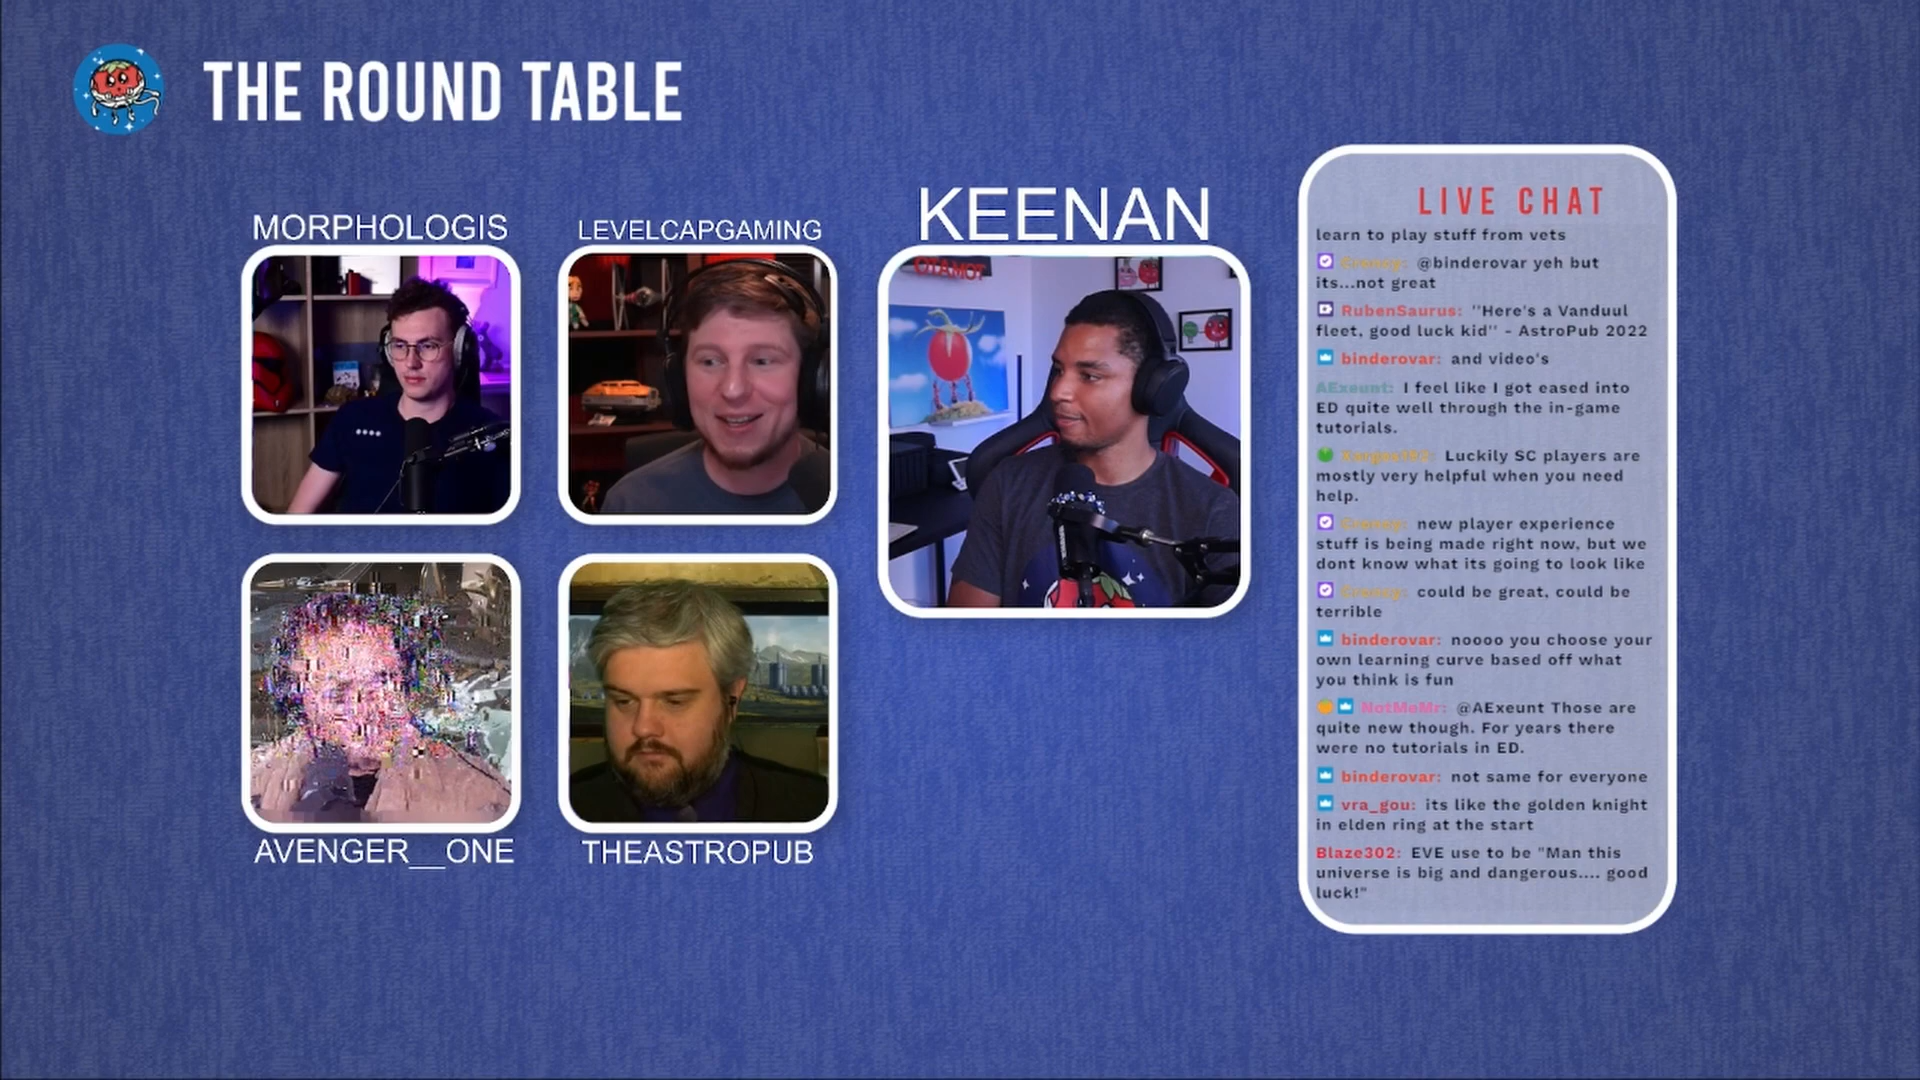 THE ROUND TABLE
MORPHOLOGIS
LEVELCAPGAMING
KEENAN
AVENGER__ONE
THEASTROPUB
LIVE CHAT
learn to play stuff from vets
@binderovar yeh but
its...not great
RubenSaurus: "Here's a Vanduul
fleet, good luck kid" - AstroPub 2022
binderovar: and video's
AExeunt: I feel like I got eased into
ED quite well through the in-game
tutorials.
Luckily SC players are
mostly very helpful when you need
help.
new player experience
stuff is being made right now, but we
dont know what its going to look like
could be great, could be
terrible
binderovar: noooo you choose your
own learning curve based off what
you think is fun
NotMeMr: @AExeunt Those are
quite new though. For years there
were no tutorials in ED.
binderovar: not same for everyone
vra_gou: its like the golden knight
in elden ring at the start
Blaze302: EVE use to be "Man this
universe is big and dangerous.... good
luck!"